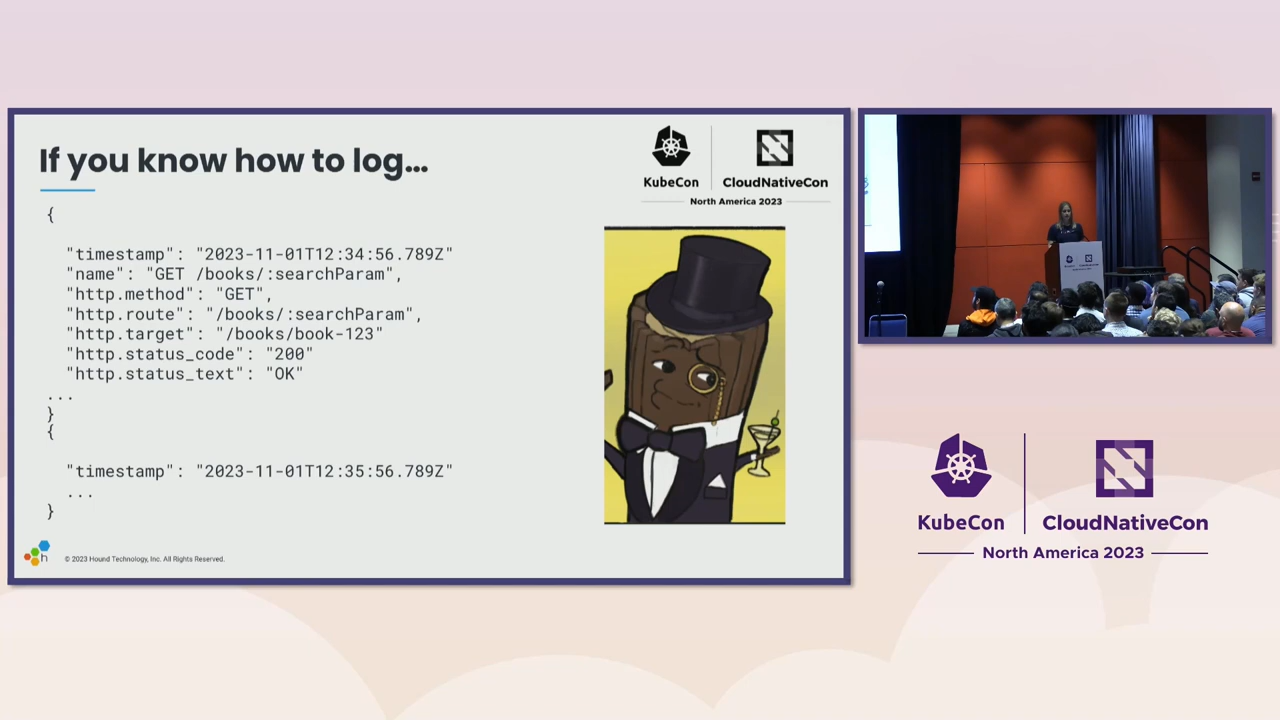 If you know how to log…
KubeCon
CloudNativeCon
North America 2023
{
"timestamp": "2023-11-01T12:34:56.789Z"
"name": "GET /books/:searchParam",
"http.method": "GET",
"http.route": "/books/:searchParam",
"http.target": "/books/book-123"
"http.status_code": "200"
"http.status_text": "OK"
...
}
{
"timestamp": "2023-11-01T12:35:56.789Z"
...
}
h
© 2023 Hound Technology, Inc. All Rights Reserved.
KubeCon
CloudNativeCon
North America 2023